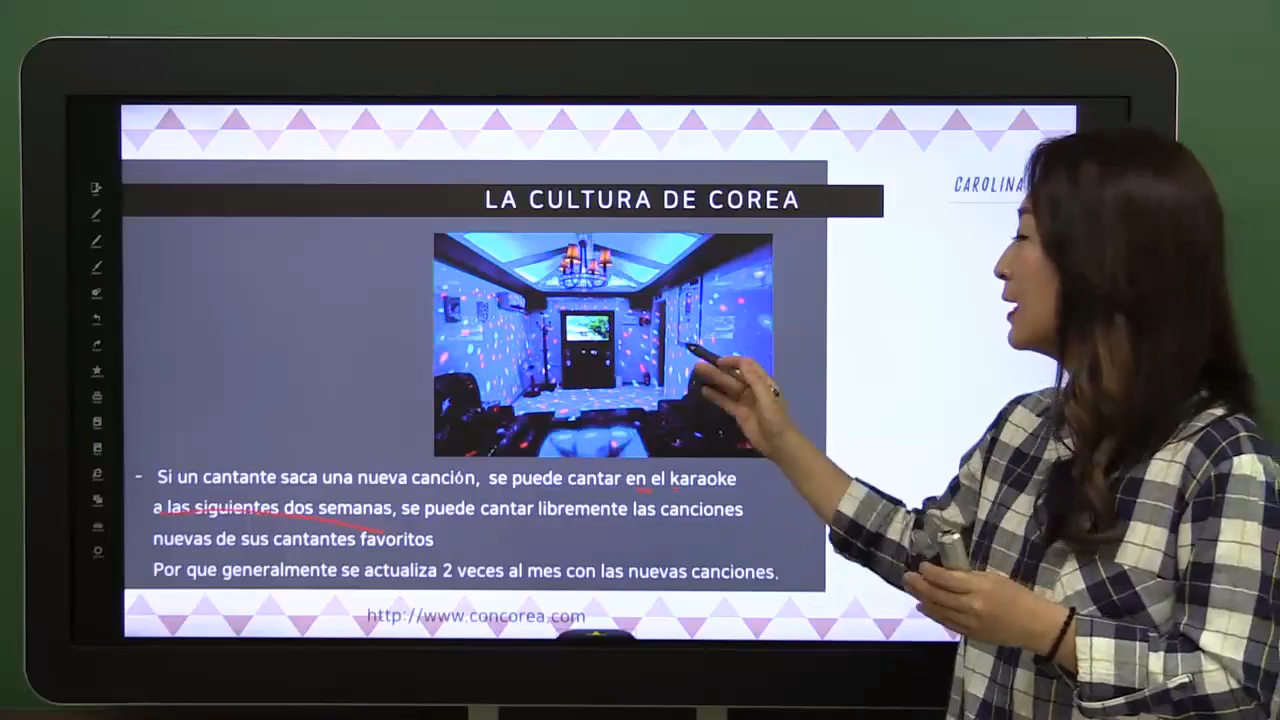 LA CULTURA DE COREA
CAROLINA
- Si un cantante saca una nueva canción, se puede cantar en el karaoke
a las siguientes dos semanas, se puede cantar libremente las canciones
nuevas de sus cantantes favoritos
Por que generalmente se actualiza 2 veces al mes con las nuevas canciones.
http://www.concorea.com